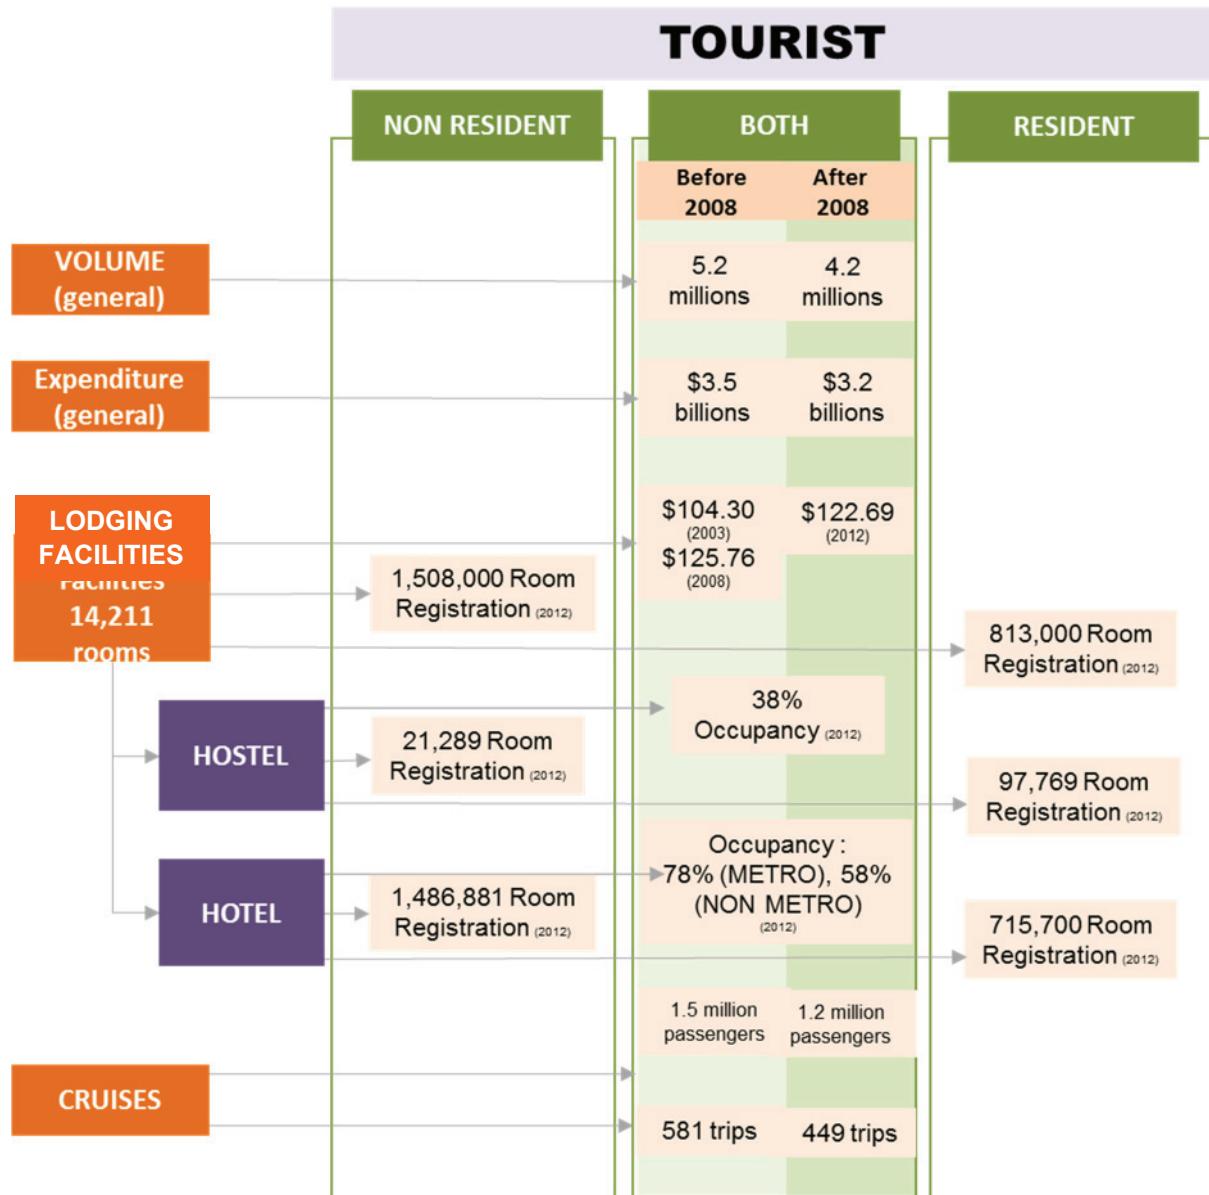 TOURIST
NON RESIDENT
BOTH
RESIDENT
Before
2008
After
2008
VOLUME
(general)
5.2
millions
4.2
millions
Expenditure
(general)
$3.5
billions
$3.2
billions
LODGING
FACILITIES
Facilities
14,211
rooms
$104.30
(2003)
$125.76
(2008)
$122.69
(2012)
1,508,000 Room
Registration (2012)
813,000 Room
Registration (2012)
HOSTEL
38%
Occupancy (2012)
21,289 Room
Registration (2012)
97,769 Room
Registration (2012)
HOTEL
Occupancy :
78% (METRO), 58%
(NON METRO)
(2012)
1,486,881 Room
Registration (2012)
715,700 Room
Registration (2012)
CRUISES
1.5 million
passengers
1.2 million
passengers
581 trips
449 trips